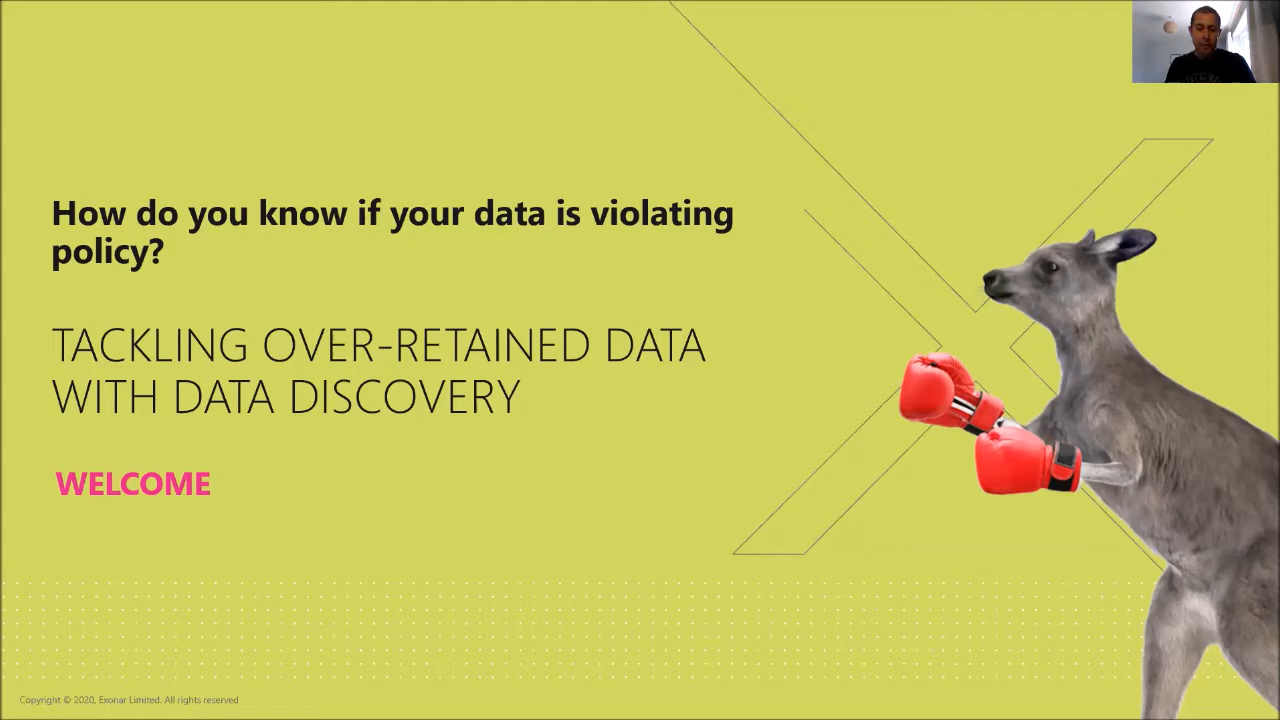 How do you know if your data is violating
policy?
TACKLING OVER-RETAINED DATA
WITH DATA DISCOVERY
WELCOME
Copyright © 2020, Exonar Limited. All rights reserved